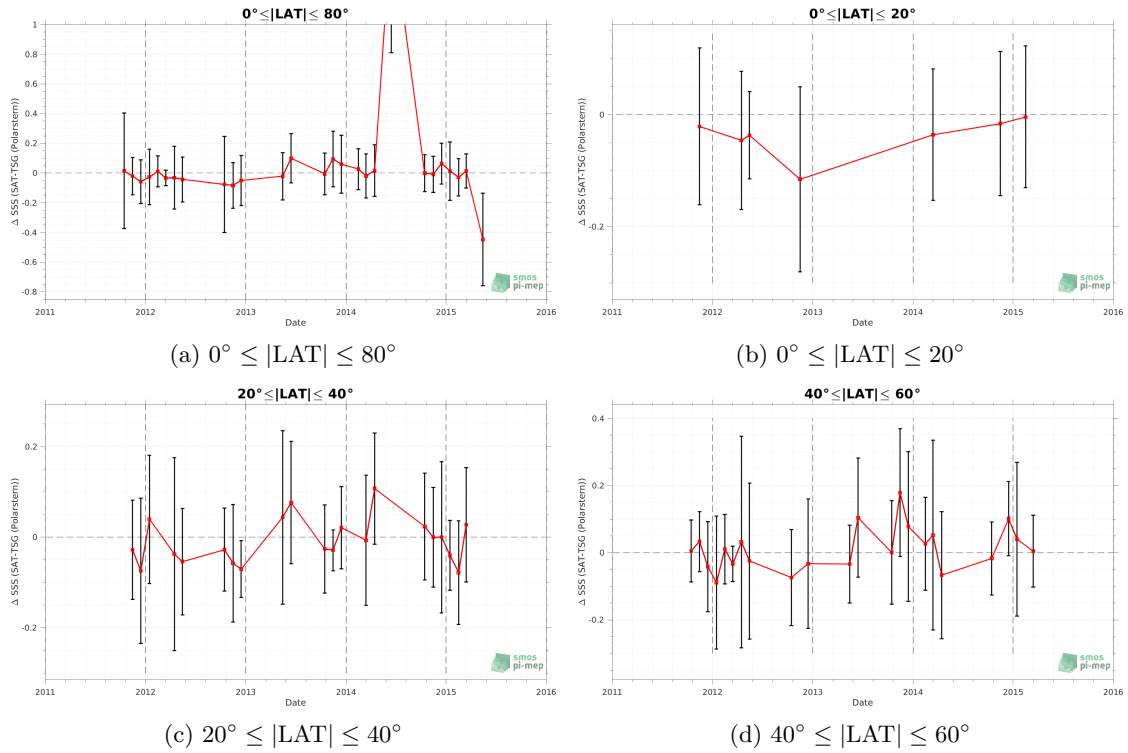 0°≤|LAT|≤ 80°
Δ SSS (SAT-TSG (Polarstern))
1
0.8
0.6
0.4
0.2
0
-0.2
-0.4
-0.6
-0.8
2011 2012 2013 2014 2015 2016
Date
smos
pi-mep
(a) 0° ≤ |LAT| ≤ 80°
0°≤|LAT|≤ 20°
Δ SSS (SAT-TSG (Polarstern))
0
-0.2
2011 2012 2013 2014 2015 2016
Date
smos
pi-mep
(b) 0° ≤ |LAT| ≤ 20°
20°≤|LAT|≤ 40°
Δ SSS (SAT-TSG (Polarstern))
0.2
0
-0.2
2011 2012 2013 2014 2015 2016
Date
smos
pi-mep
(c) 20° ≤ |LAT| ≤ 40°
40°≤|LAT|≤ 60°
Δ SSS (SAT-TSG (Polarstern))
0.4
0.2
0
-0.2
2011 2012 2013 2014 2015 2016
Date
smos
pi-mep
(d) 40° ≤ |LAT| ≤ 60°